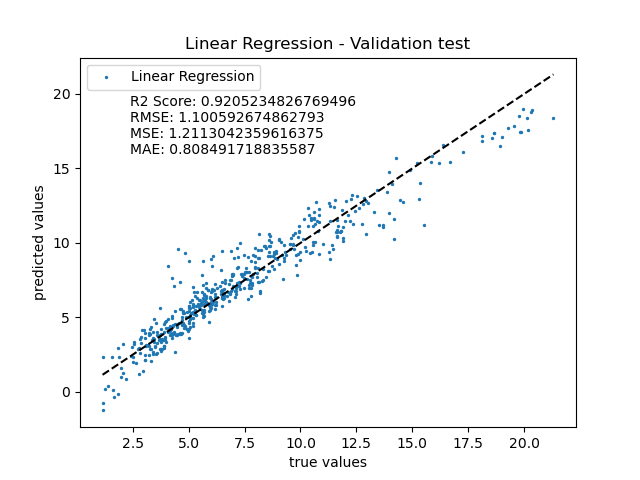 Linear Regression - Validation test
Linear Regression
R2 Score: 0.9205234826769496
RMSE: 1.100592674862793
MSE: 1.2113042359616375
MAE: 0.808491718835587
predicted values
20
15
10
5
0
2.5 5.0 7.5 10.0 12.5 15.0 17.5 20.0
true values